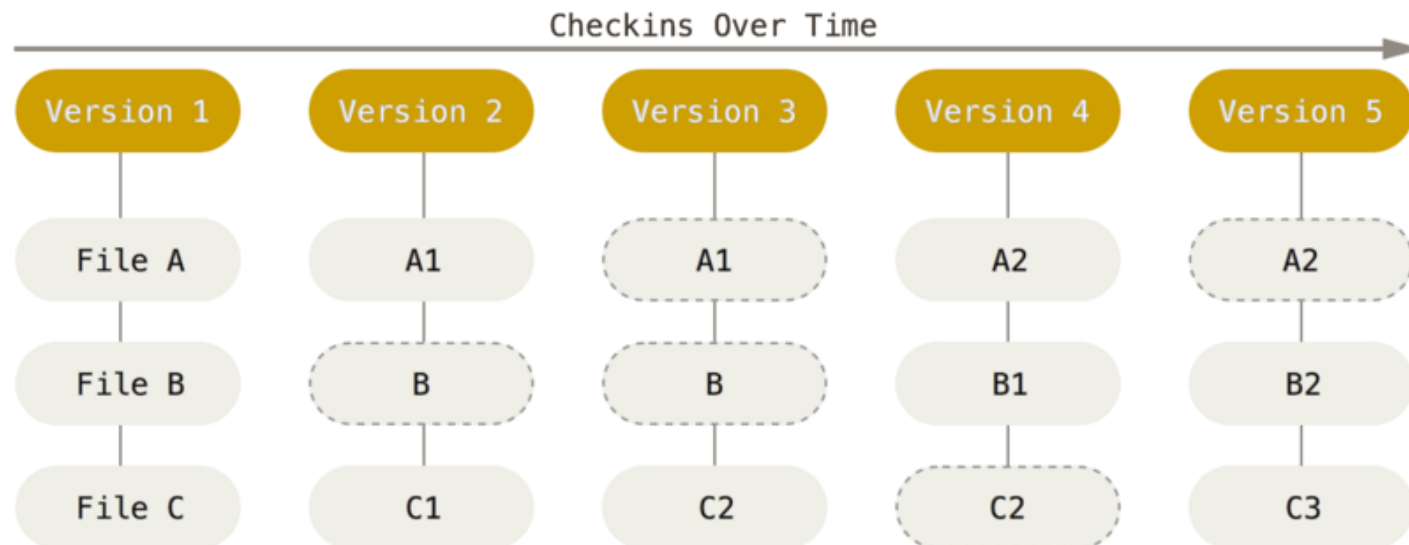 Checkins Over Time
Version 1 Version 2 Version 3 Version 4 Version 5
File A A1 A1 A2 A2
File B B B B1 B2
File C C1 C2 C2 C3